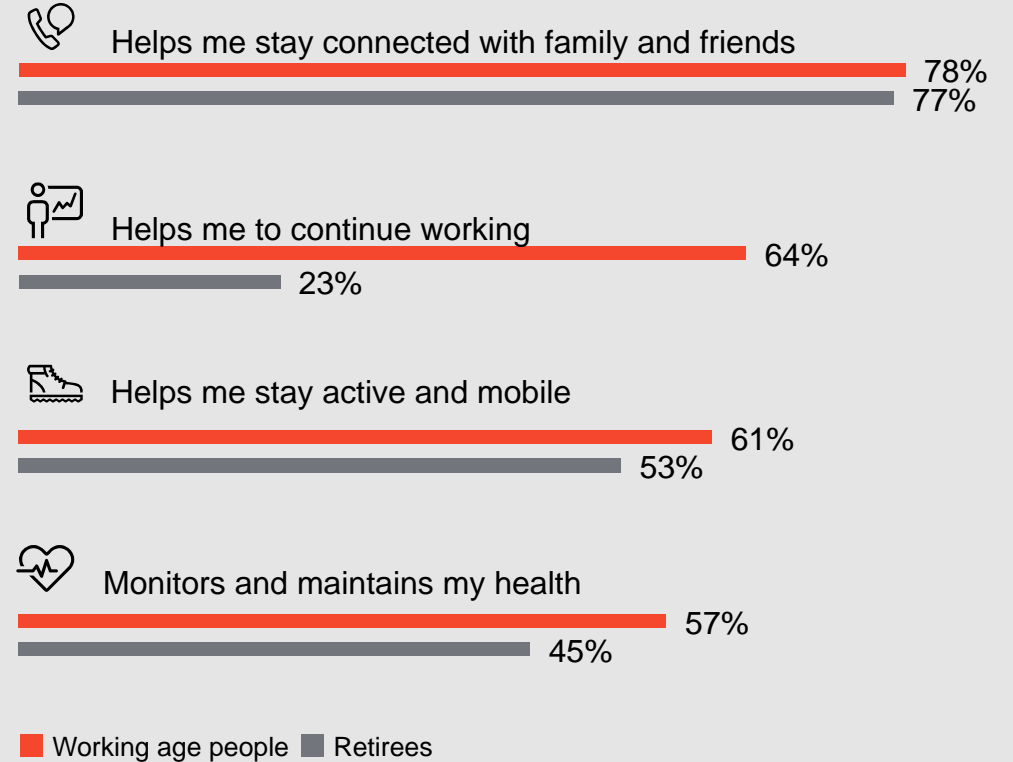 Helps me stay connected with family and friends
78%
77%
Helps me to continue working
64%
23%
Helps me stay active and mobile
61%
53%
Monitors and maintains my health
57%
45%
Working age people Retirees